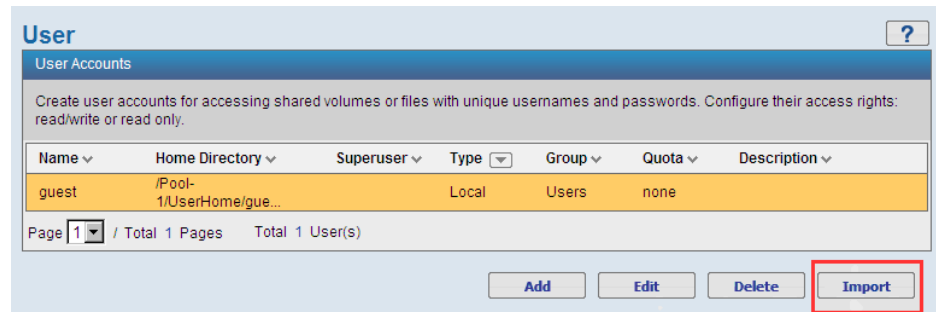 User
?
User Accounts
Create user accounts for accessing shared volumes or files with unique usernames and passwords. Configure their access rights:
read/write or read only.
Name Home Directory Superuser Type Group Quota Description
guest /Pool-1/UserHome/gue... Local Users none
Page 1 / Total 1 Pages Total 1 User(s)
Add Edit Delete Import